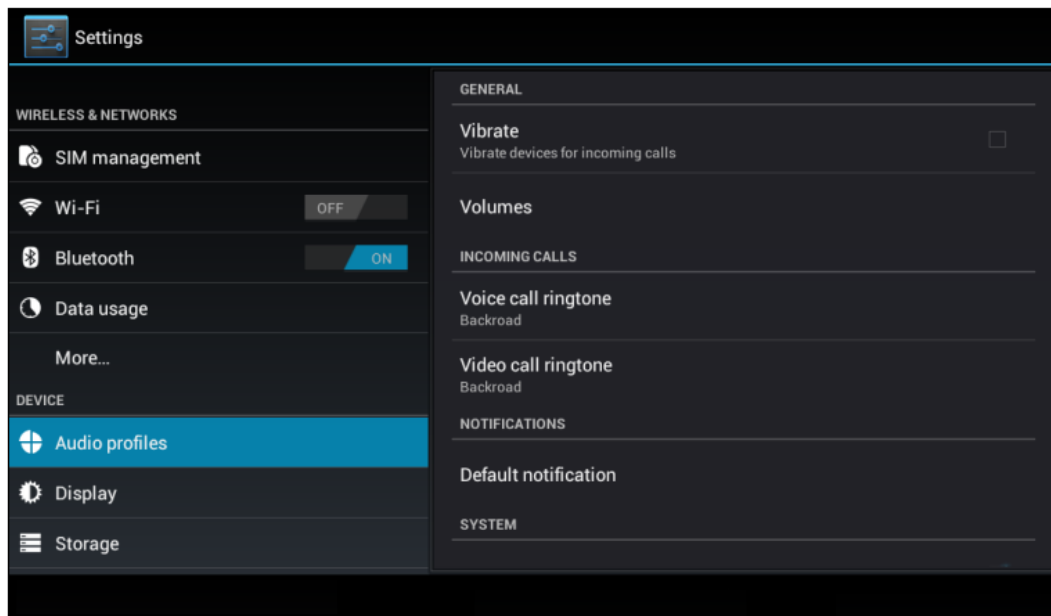 Settings
WIRELESS & NETWORKS
SIM management
Wi-Fi OFF
Bluetooth ON
Data usage
More...
DEVICE
Audio profiles
Display
Storage
GENERAL
Vibrate
Vibrate devices for incoming calls
Volumes
INCOMING CALLS
Voice call ringtone
Backroad
Video call ringtone
Backroad
NOTIFICATIONS
Default notification
SYSTEM